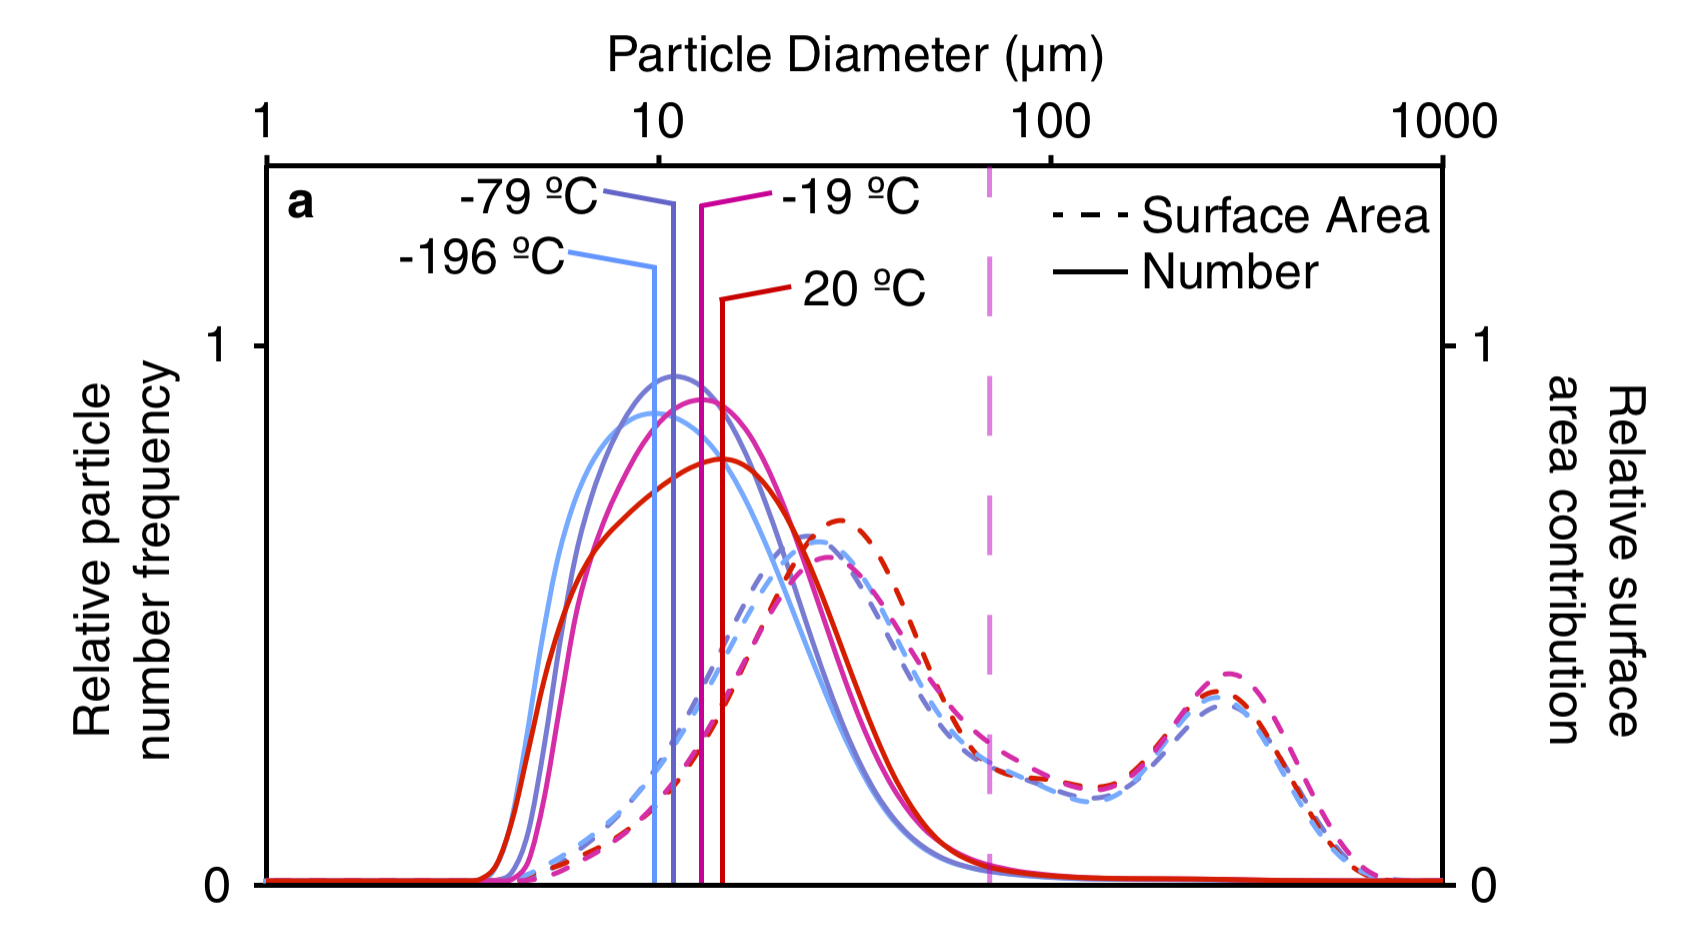 Particle Diameter (µm)
1 10 100 1000
a
-79 ºC
-19 ºC
-196 ºC
20 ºC
Surface Area
Number
1
1
0
0
Relative particle
number frequency
Relative surface
area contribution